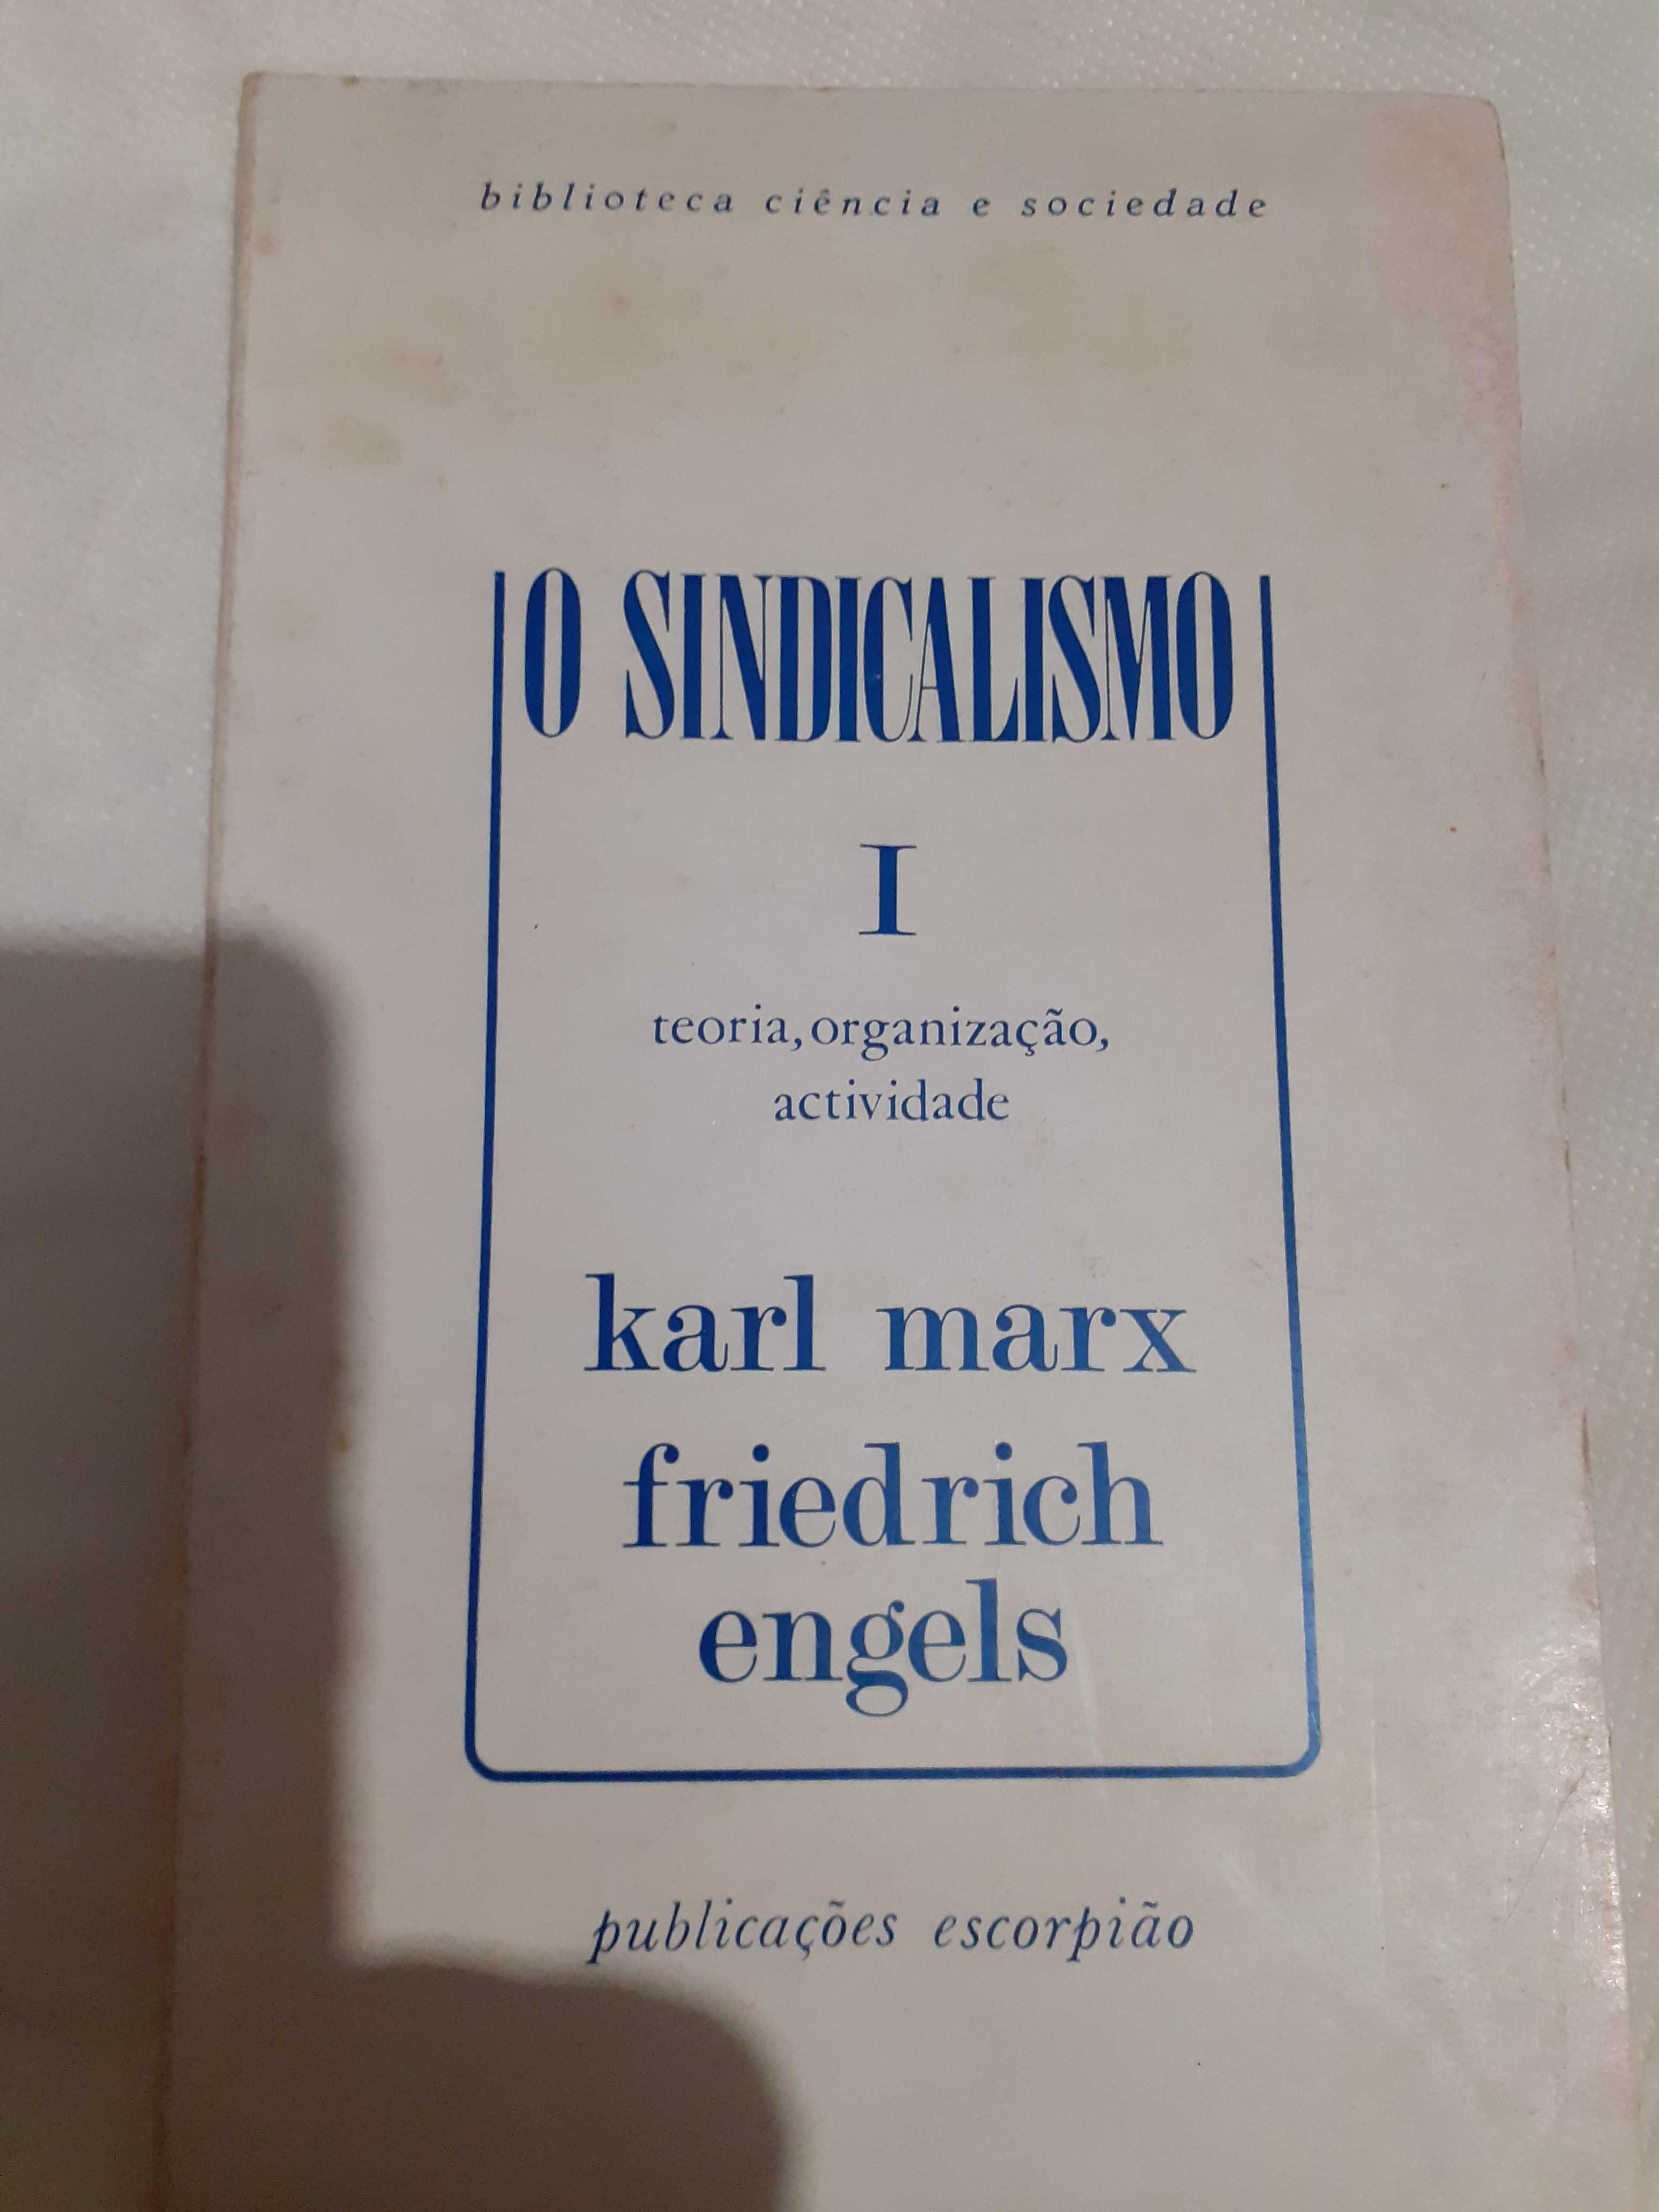 biblioteca ciência e sociedade
O SINDICALISMO
I
teoria, organização,
actividade
karl marx
friedrich
engels
publicações escorpião